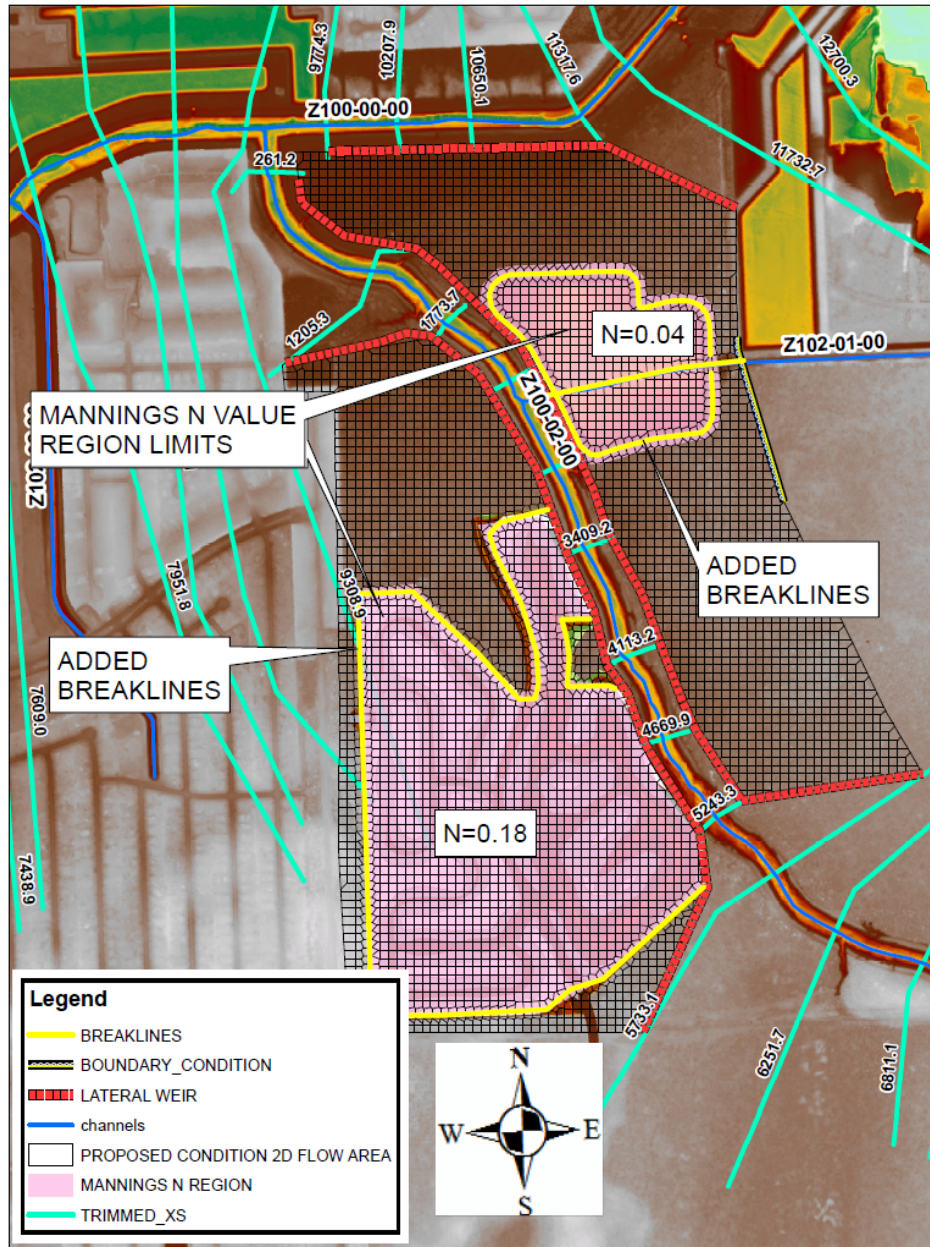 9774.3
10207.9
10650.1
11317.6
12700.3
Z100-00-00
261.2
11732.7
1205.3
1773.7
N=0.04
Z102-01-00
MANNINGS N VALUE
REGION LIMITS
Z100-02-00
3409.2
7951.8
9308.9
ADDED
BREAKLINES
4113.2
ADDED
BREAKLINES
7609.0
4669.9
5243.3
N=0.18
7438.9
5733.1
6251.7
6811.1
Legend
BREAKLINES
BOUNDARY_CONDITION
LATERAL WEIR
channels
PROPOSED CONDITION 2D FLOW AREA
MANNINGS N REGION
TRIMMED_XS
N
W
E
S